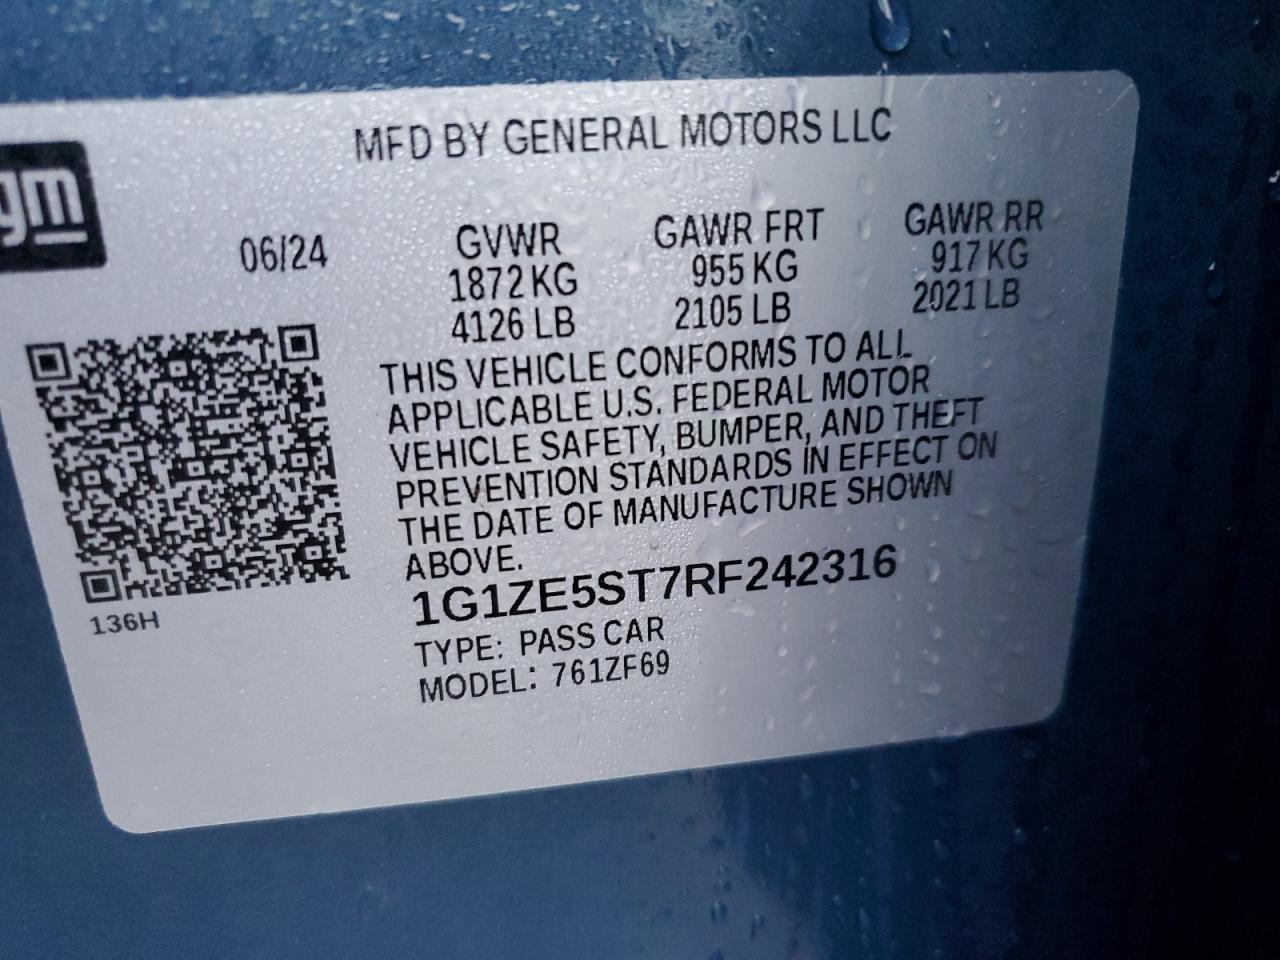 MFD BY GENERAL MOTORS LLC
gm
06/24
GVWR
1872 KG
4126 LB
GAWR FRT
955 KG
2105 LB
GAWR RR
917 KG
2021 LB
THIS VEHICLE CONFORMS TO ALL
APPLICABLE U.S. FEDERAL MOTOR
VEHICLE SAFETY, BUMPER, AND THEFT
PREVENTION STANDARDS IN EFFECT ON
THE DATE OF MANUFACTURE SHOWN
ABOVE.
1G1ZE5ST7RF242316
TYPE: PASS CAR
MODEL: 761ZF69
136H